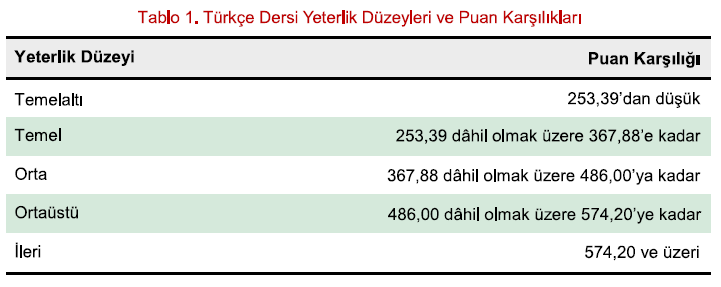 Tablo 1. Türkçe Dersi Yeterlik Düzeyleri ve Puan Karşılıkları
Yeterlik Düzeyi Puan Karşılığı
Temelaltı 253,39’dan düşük
Temel 253,39 dâhil olmak üzere 367,88’e kadar
Orta 367,88 dâhil olmak üzere 486,00’ya kadar
Ortaüstü 486,00 dâhil olmak üzere 574,20’ye kadar
İleri 574,20 ve üzeri